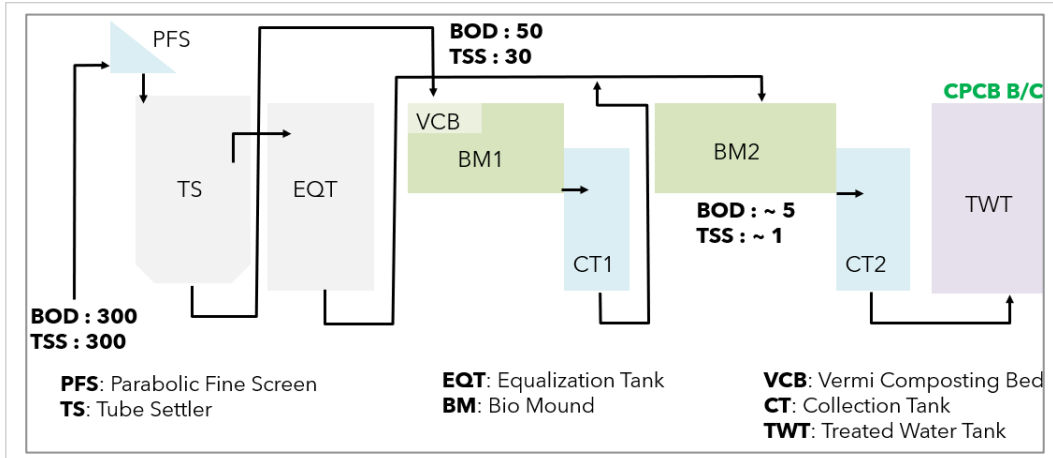 PFS
BOD : 50
TSS : 30
CPCB B/C
VCB
BM1
BM2
TS
EQT
TWT
BOD : ~ 5
TSS : ~ 1
CT1
CT2
BOD : 300
TSS : 300
PFS: Parabolic Fine Screen
TS: Tube Settler
EQT: Equalization Tank
BM: Bio Mound
VCB: Vermi Composting Bed
CT: Collection Tank
TWT: Treated Water Tank